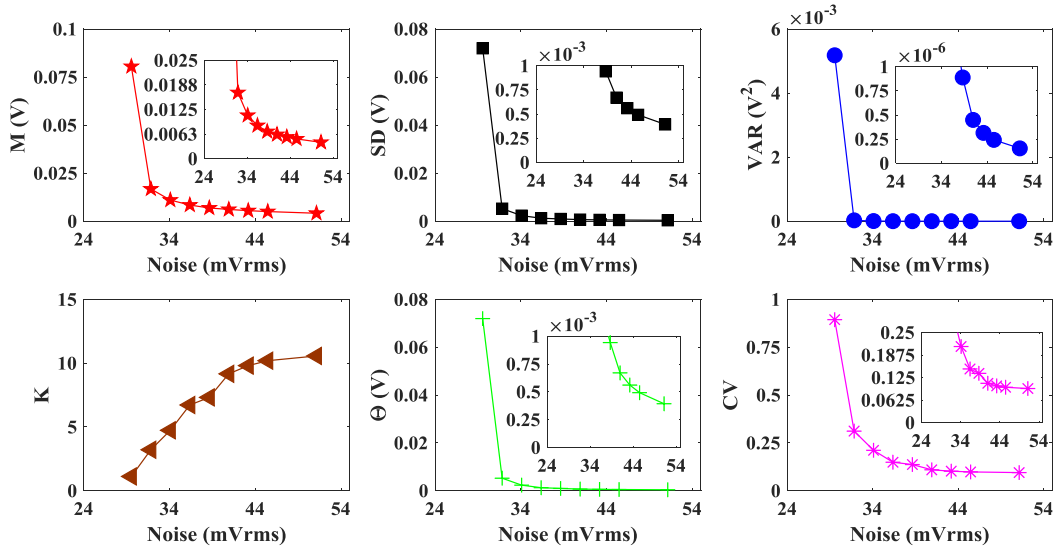 M (V)
0.1
0.075
0.05
0.025
0
24 34 44 54
Noise (mVrms)
0.025
0.0188
0.0125
0.0063
0
24 34 44 54
SD (V)
0.08
0.06
0.04
0.02
0
24 34 44 54
Noise (mVrms)
×10-3
1
0.75
0.5
0.25
0
24 34 44 54
VAR (V2)
×10-3
6
4
2
0
24 34 44 54
Noise (mVrms)
×10-6
1
0.75
0.5
0.25
0
24 34 44 54
K
15
10
5
0
24 34 44 54
Noise (mVrms)
Θ (V)
0.08
0.06
0.04
0.02
0
24 34 44 54
Noise (mVrms)
×10-3
1
0.5
0
24 34 44 54
CV
1
0.75
0.5
0.25
0
24 34 44 54
Noise (mVrms)
0.25
0.1875
0.125
0.0625
0
24 34 44 54